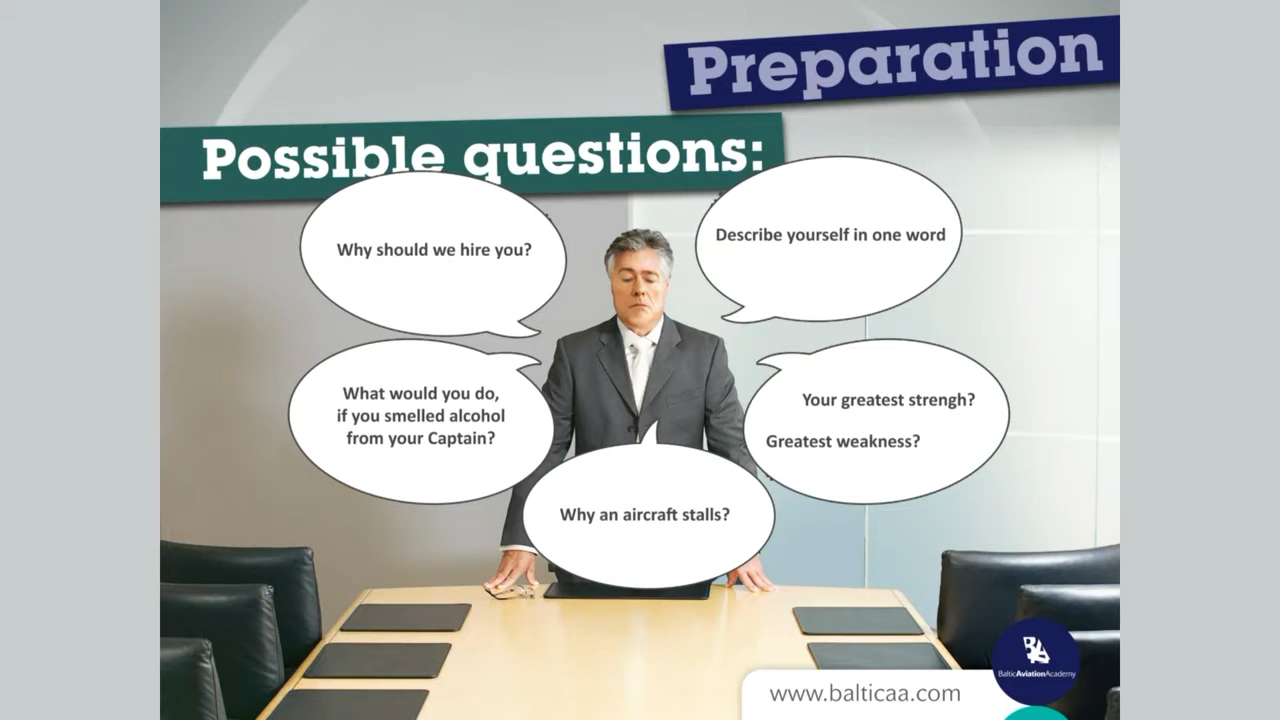 Preparation
Possible questions:
Why should we hire you?
Describe yourself in one word
What would you do,
if you smelled alcohol
from your Captain?
Your greatest strengh?
Greatest weakness?
Why an aircraft stalls?
www.balticaa.com
BalticAviationAcademy